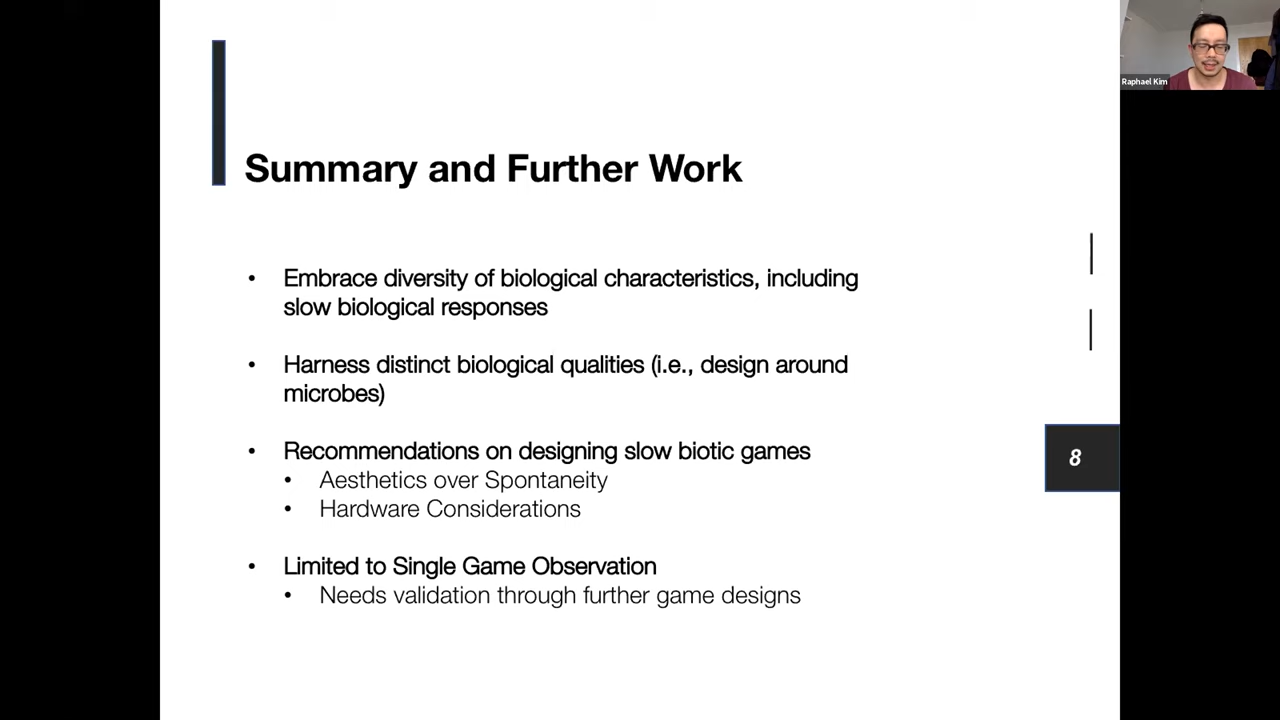 Raphael Kim
Summary and Further Work
• Embrace diversity of biological characteristics, including
slow biological responses
• Harness distinct biological qualities (i.e., design around
microbes)
• Recommendations on designing slow biotic games
• Aesthetics over Spontaneity
• Hardware Considerations
• Limited to Single Game Observation
• Needs validation through further game designs
8